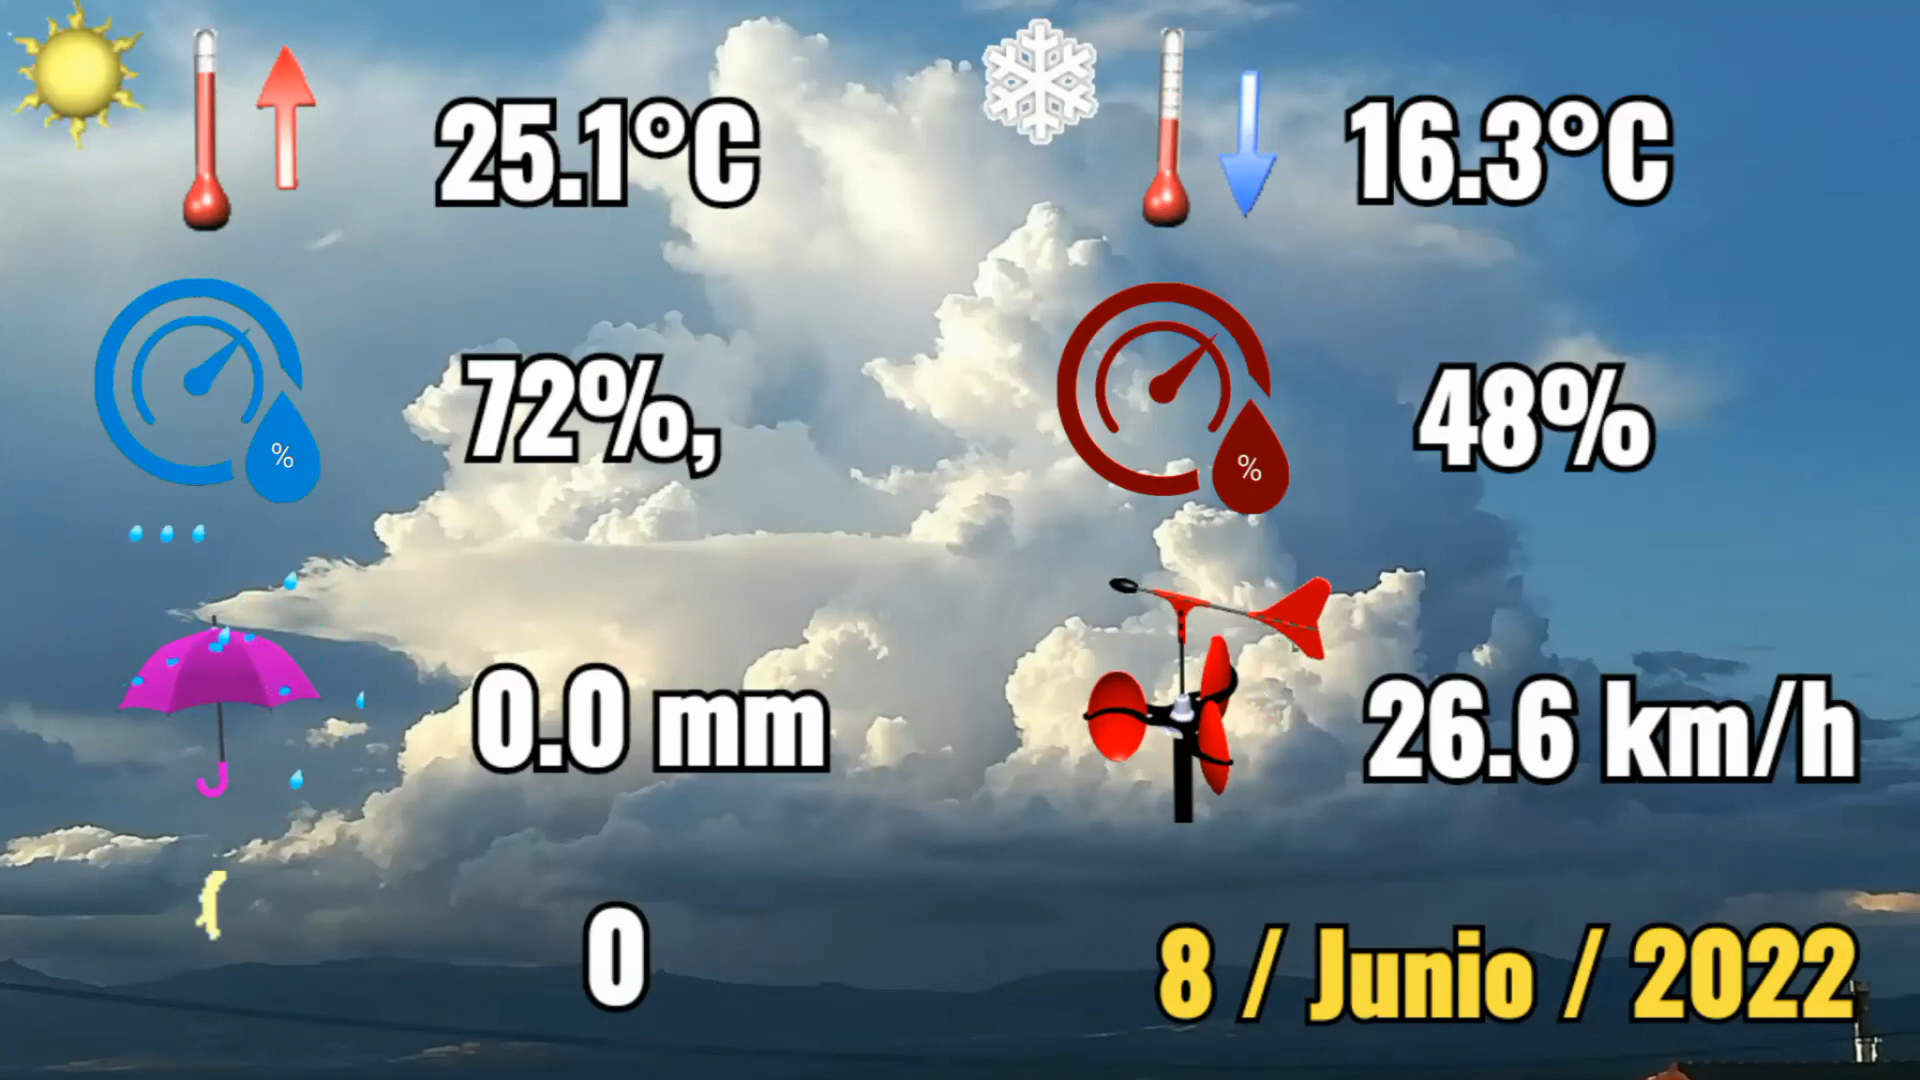 25.1°C
16.3°C
72%,
48%
%
%
0.0 mm
26.6 km/h
0
8 / Junio / 2022